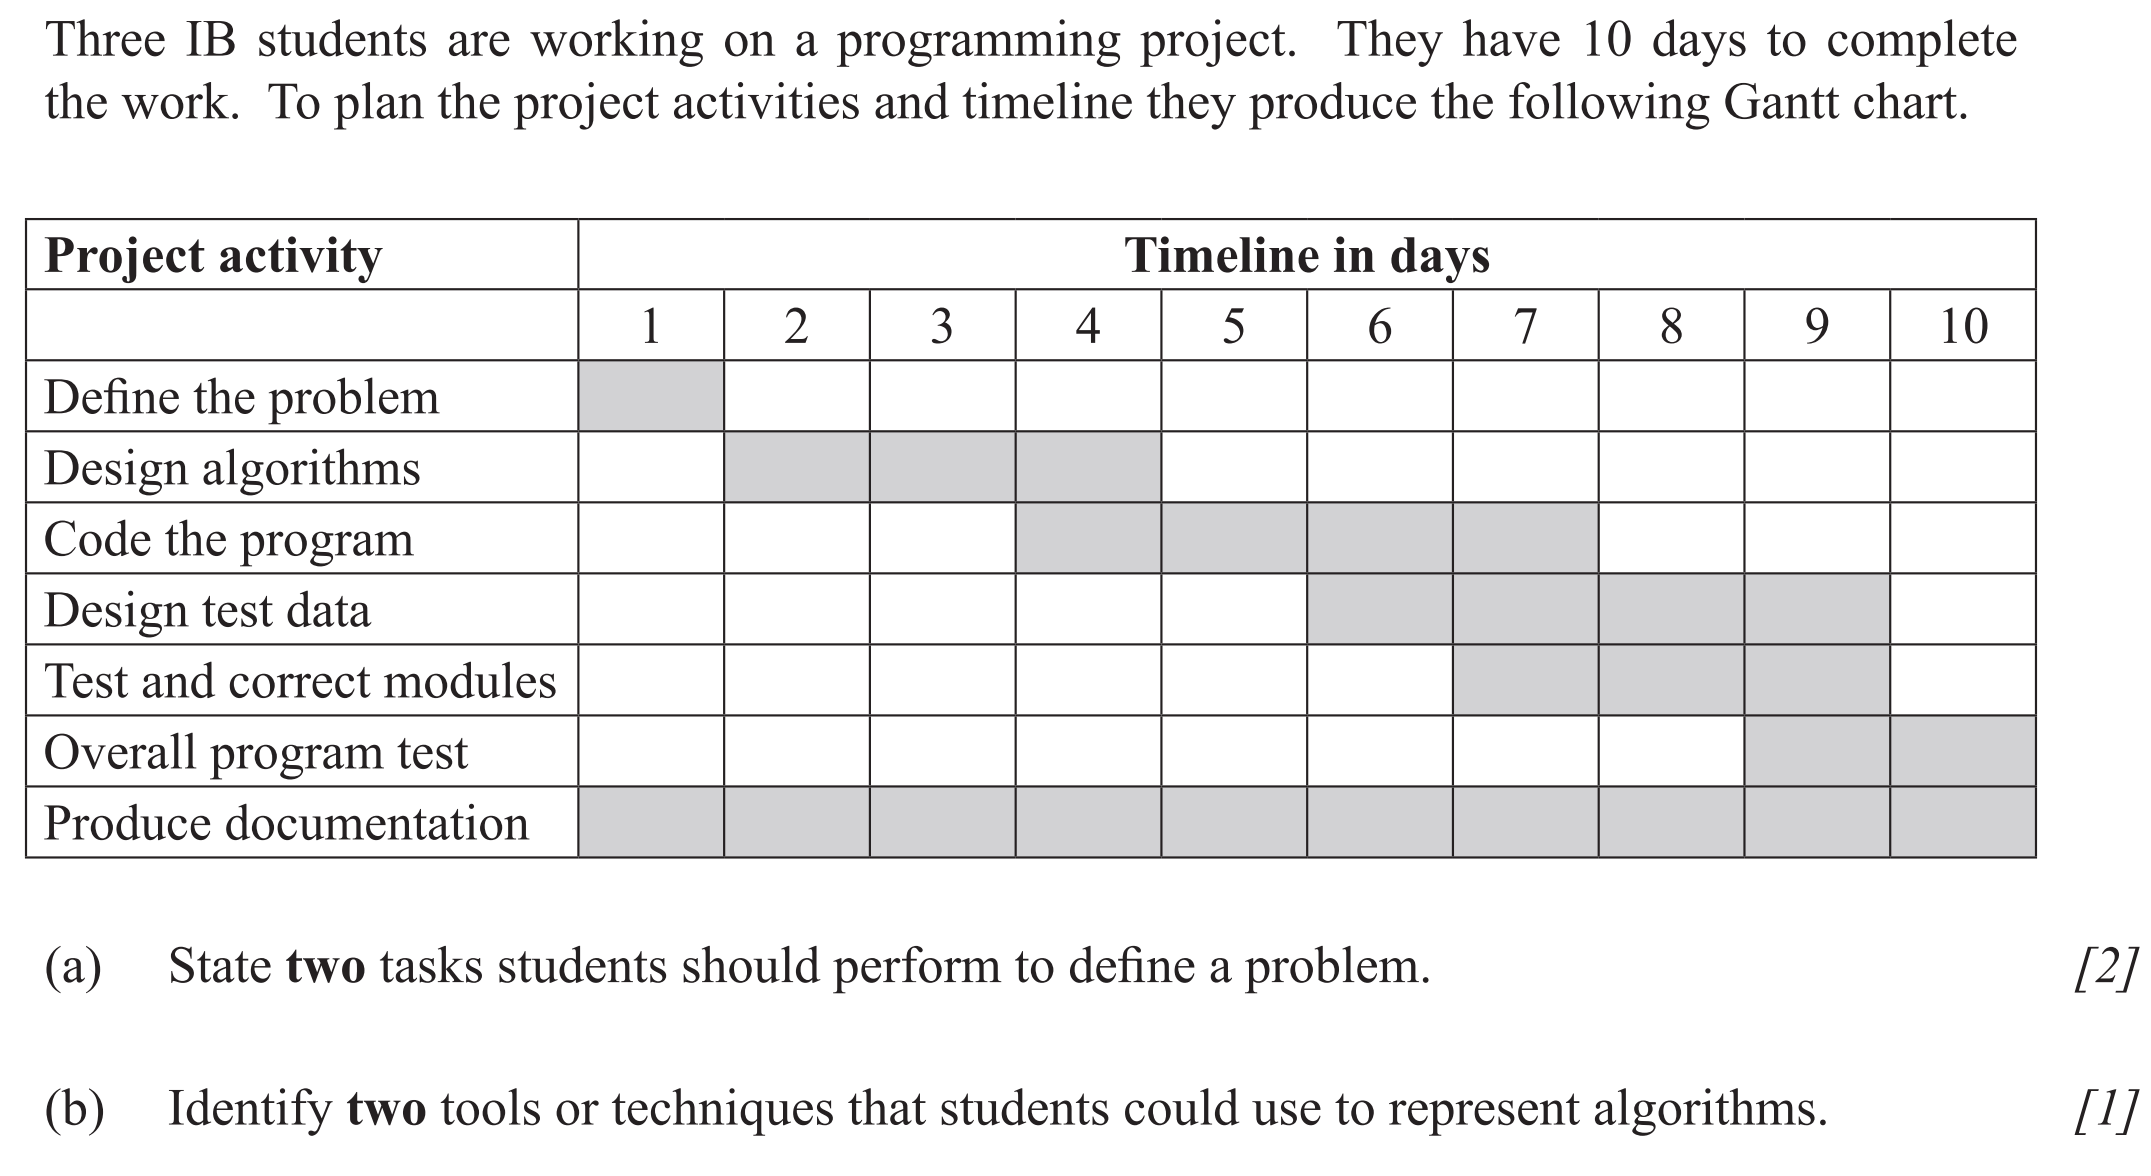 Three IB students are working on a programming project. They have 10 days to complete
the work. To plan the project activities and timeline they produce the following Gantt chart.
Project activity Timeline in days
1 2 3 4 5 6 7 8 9 10
Define the problem
Design algorithms
Code the program
Design test data
Test and correct modules
Overall program test
Produce documentation
(a) State two tasks students should perform to define a problem. [2]
(b) Identify two tools or techniques that students could use to represent algorithms. [1]